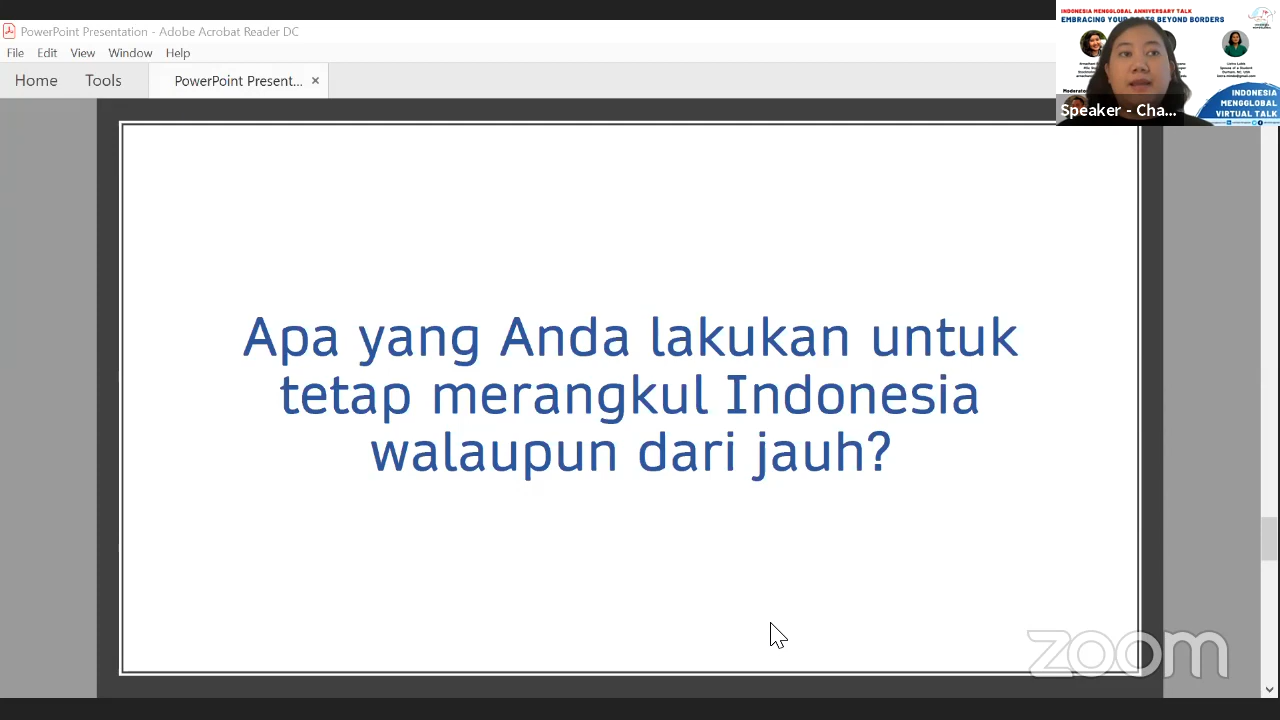 PowerPoint Presentation - Adobe Acrobat Reader DC
File Edit View Window Help
Home Tools PowerPoint Present... ×
INDONESIA MENGGLOBAL ANNIVERSARY TALK
EMBRACING YOUR BEYOND BORDERS
Moderator
INDONESIA
MENGGLOBAL
VIRTUAL TALK
Speaker - Cha...
Apa yang Anda lakukan untuk
tetap merangkul Indonesia
walaupun dari jauh?
zoom